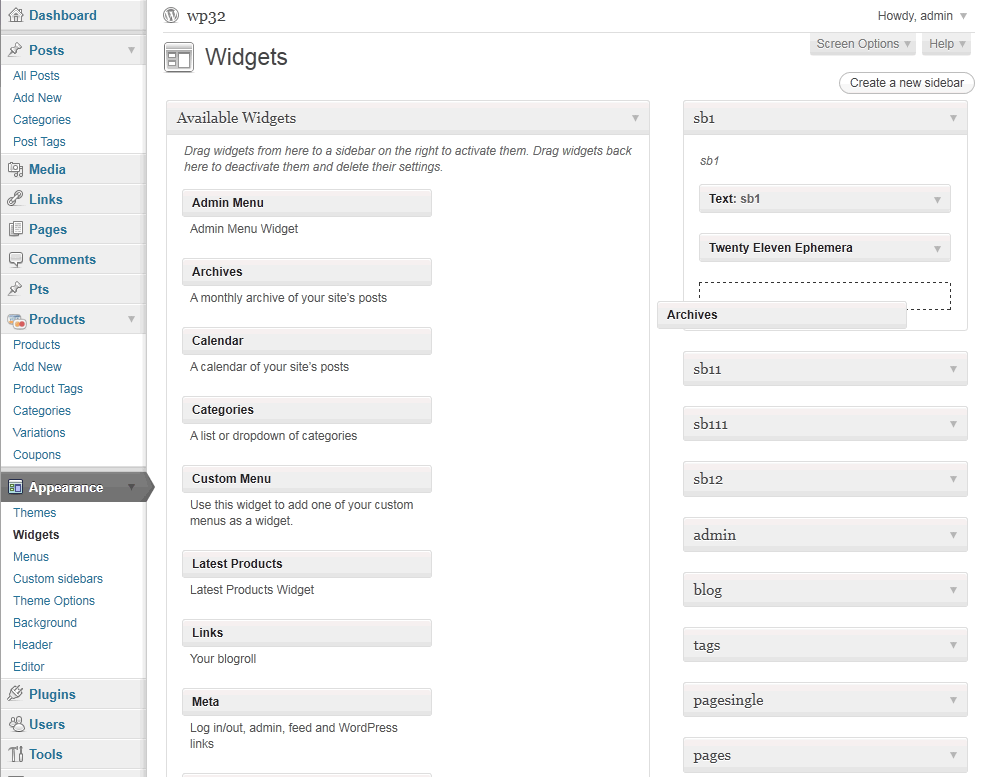 Dashboard
Posts
All Posts
Add New
Categories
Post Tags
Media
Links
Pages
Comments
Pts
Products
Products
Add New
Product Tags
Categories
Variations
Coupons
Appearance
Themes
Widgets
Menus
Custom sidebars
Theme Options
Background
Header
Editor
Plugins
Users
Tools
wp32
Howdy, admin
Widgets
Screen Options
Help
Create a new sidebar
Available Widgets
Drag widgets from here to a sidebar on the right to activate them. Drag widgets back
here to deactivate them and delete their settings.
Admin Menu
Admin Menu Widget
Archives
A monthly archive of your site's posts
Calendar
A calendar of your site's posts
Categories
A list or dropdown of categories
Custom Menu
Use this widget to add one of your custom
menus as a widget.
Latest Products
Latest Products Widget
Links
Your blogroll
Meta
Log in/out, admin, feed and WordPress
links
sb1
sb1
Text: sb1
Twenty Eleven Ephemera
Archives
sb11
sb111
sb12
admin
blog
tags
pagesingle
pages